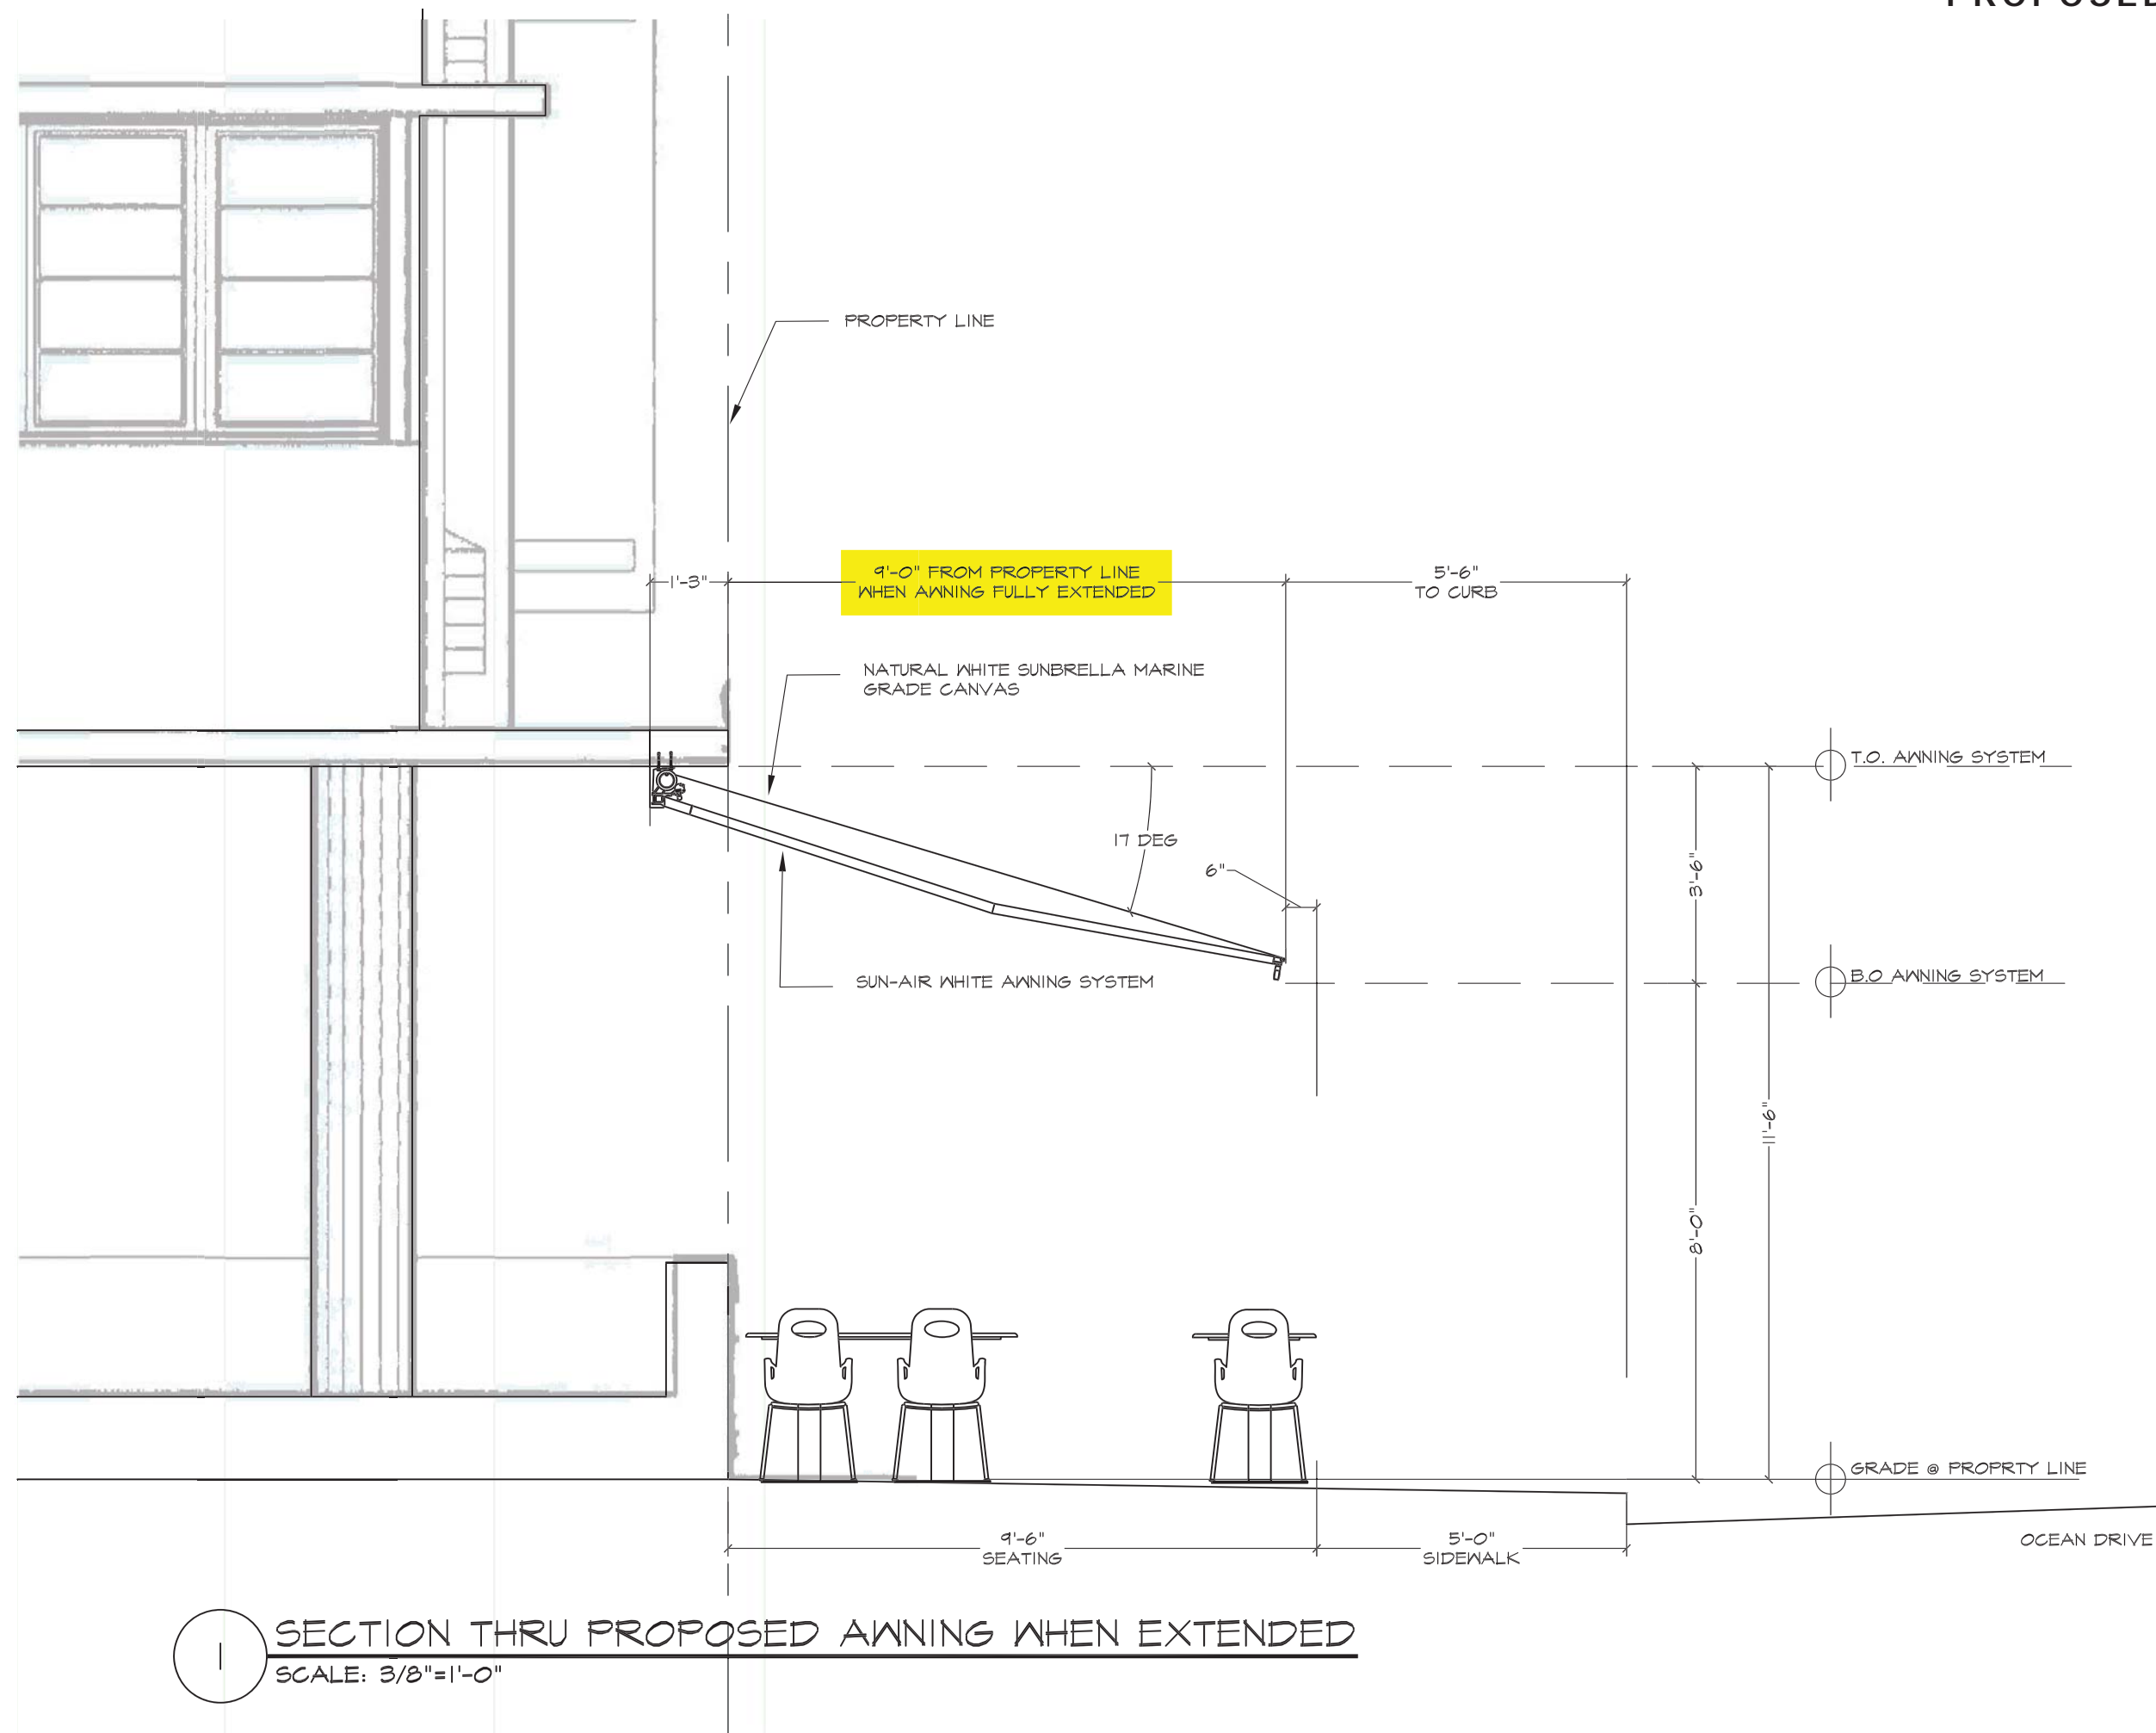 PROPOSED
PROPERTY LINE
1'-3"
9'-0" FROM PROPERTY LINE
WHEN AWNING FULLY EXTENDED
5'-6"
TO CURB
NATURAL WHITE SUNBRELLA MARINE
GRADE CANVAS
T.O. AWNING SYSTEM
17 DEG
6"
3'-6"
SUN-AIR WHITE AWNING SYSTEM
B.O AWNING SYSTEM
11'-6"
8'-0"
GRADE @ PROPRTY LINE
9'-6"
SEATING
5'-0"
SIDEWALK
OCEAN DRIVE
1
SECTION THRU PROPOSED AWNING WHEN EXTENDED
SCALE: 3/8"=1'-0"